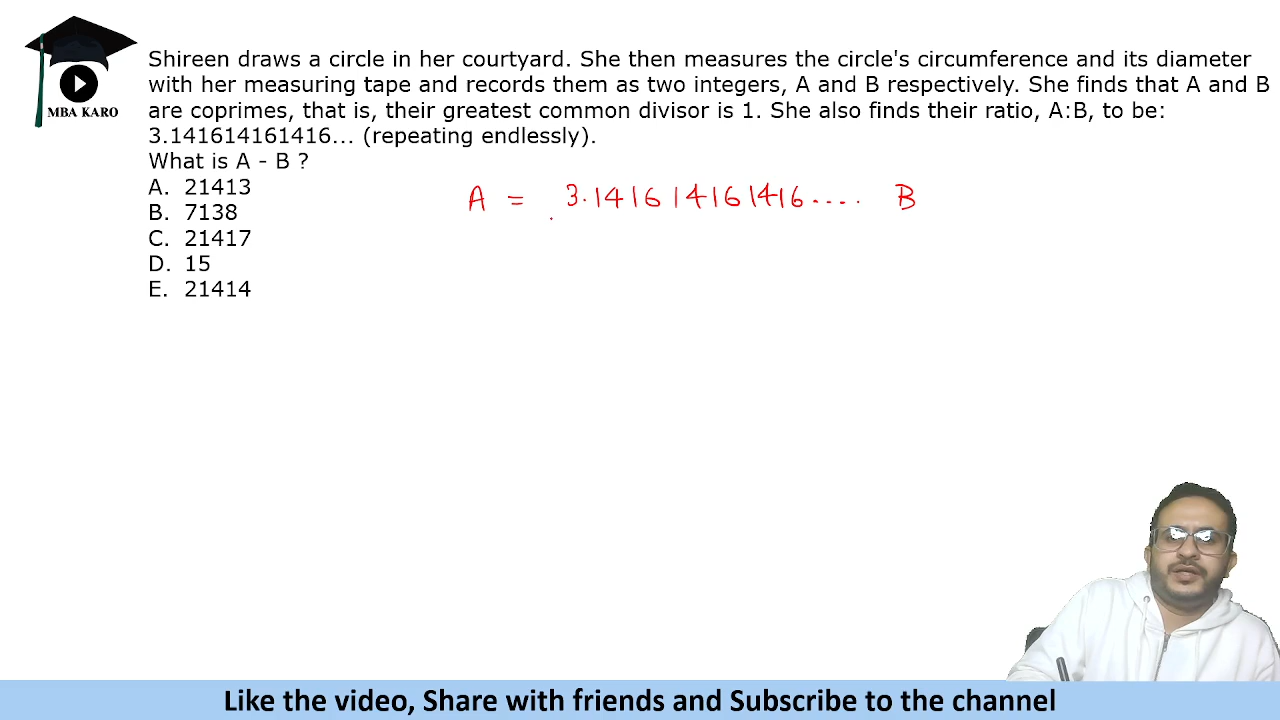 MBA KARO
Shireen draws a circle in her courtyard. She then measures the circle's circumference and its diameter
with her measuring tape and records them as two integers, A and B respectively. She finds that A and B
are coprimes, that is, their greatest common divisor is 1. She also finds their ratio, A:B, to be:
3.141614161416... (repeating endlessly).
What is A - B ?
A. 21413
B. 7138
C. 21417
D. 15
E. 21414
A = 3.141614161416.... B
Like the video, Share with friends and Subscribe to the channel